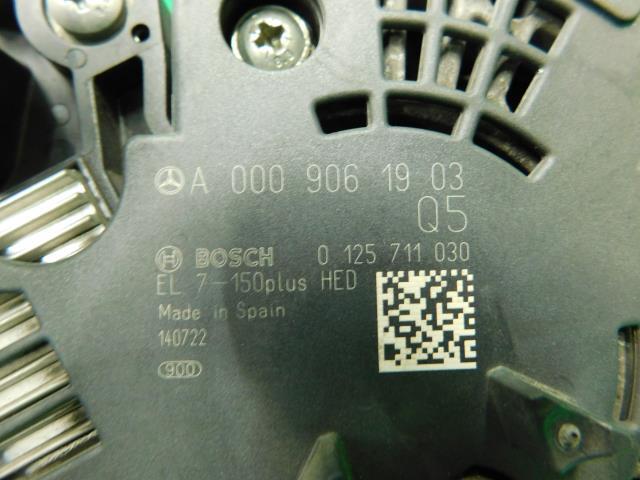 A 000 906 19 03
Q5
BOSCH 0 125 711 030
EL 7-150plus HED
Made in Spain
140722
900